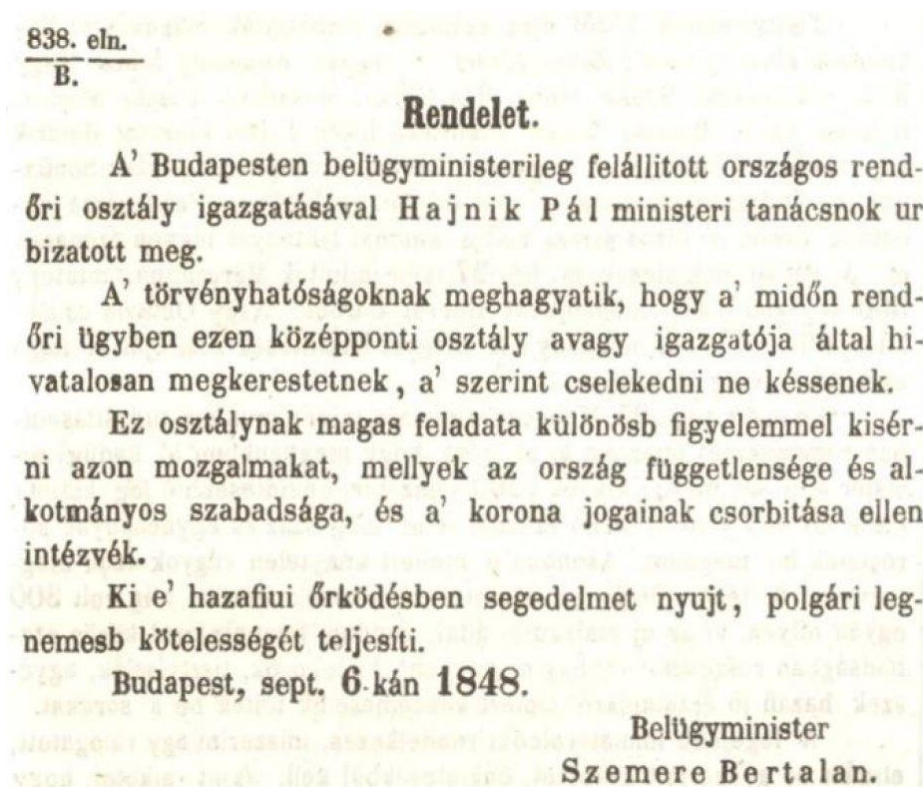 838. eln.
B.
Rendelet.
A' Budapesten belügyministerileg felállitott országos rend-
őri osztály igazgatásával Hajnik Pál ministeri tanácsnok ur
bizatott meg.
A' törvényhatóságoknak meghagyatik, hogy a' midőn rend-
őri ügyben ezen középponti osztály avagy igazgatója által hi-
vatalosan megkerestetnek, a' szerint cselekedni ne késsenek.
Ez osztálynak magas feladata különösb figyelemmel kisér-
ni azon mozgalmakat, mellyek az ország függetlensége és al-
kotmányos szabadsága, és a' korona jogainak csorbitása ellen
intézvék.
Ki e' hazafiui őrködésben segedelmet nyujt, polgári leg-
nemesb kötelességét teljesíti.
Budapest, sept. 6-kán 1848.
Belügyminister
Szemere Bertalan.